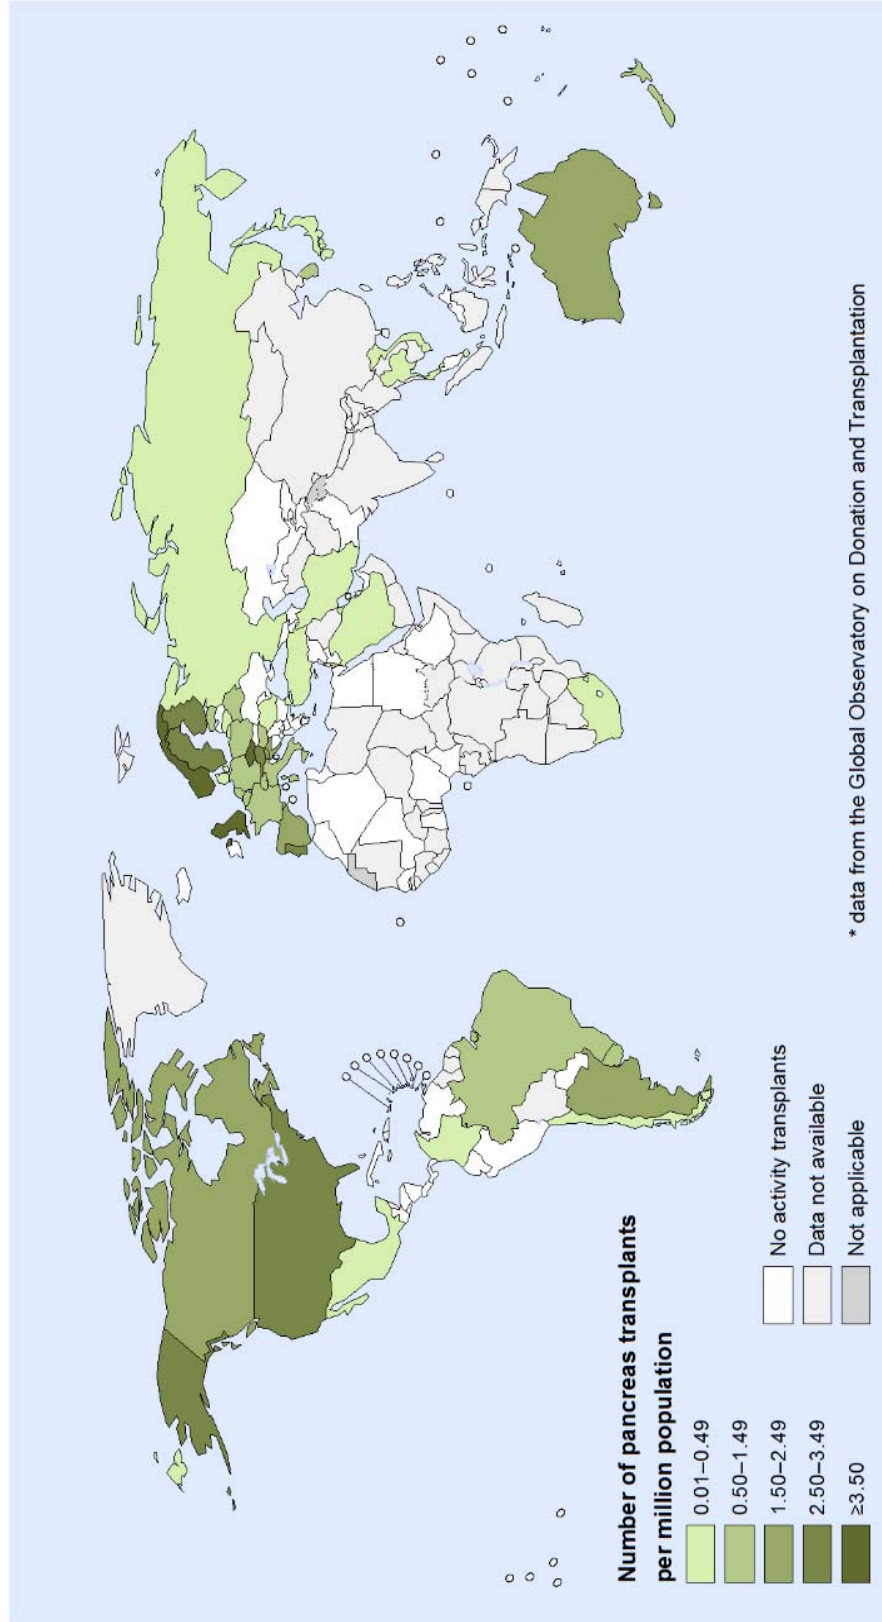 Number of pancreas transplants
per million population
0.01–0.49
0.50–1.49
1.50–2.49
2.50–3.49
≥3.50
No activity transplants
Data not available
Not applicable
* data from the Global Observatory on Donation and Transplantation